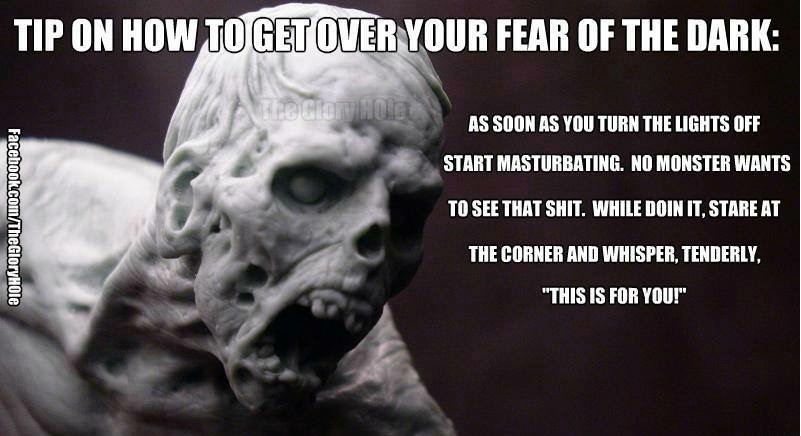 TIP ON HOW TO GET OVER YOUR FEAR OF THE DARK:
The Glory HOle
AS SOON AS YOU TURN THE LIGHTS OFF
START MASTURBATING. NO MONSTER WANTS
TO SEE THAT SHIT. WHILE DOIN IT, STARE AT
THE CORNER AND WHISPER, TENDERLY,
"THIS IS FOR YOU!"
Facebook.com/TheGloryHOle